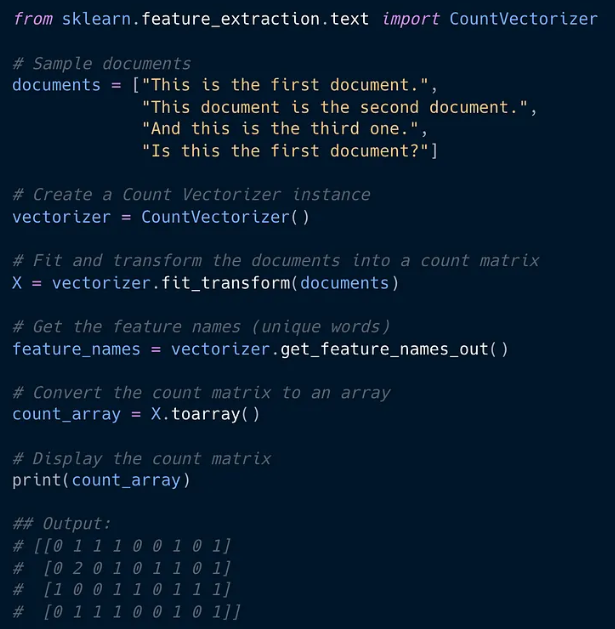 from sklearn.feature_extraction.text import CountVectorizer
# Sample documents
documents = ["This is the first document.",
"This document is the second document.",
"And this is the third one.",
"Is this the first document?"]
# Create a Count Vectorizer instance
vectorizer = CountVectorizer()
# Fit and transform the documents into a count matrix
X = vectorizer.fit_transform(documents)
# Get the feature names (unique words)
feature_names = vectorizer.get_feature_names_out()
# Convert the count matrix to an array
count_array = X.toarray()
# Display the count matrix
print(count_array)
## Output:
# [[0 1 1 1 0 0 1 0 1]
#  [0 2 0 1 0 1 1 0 1]
#  [1 0 0 1 1 0 1 1 1]
#  [0 1 1 1 0 0 1 0 1]]